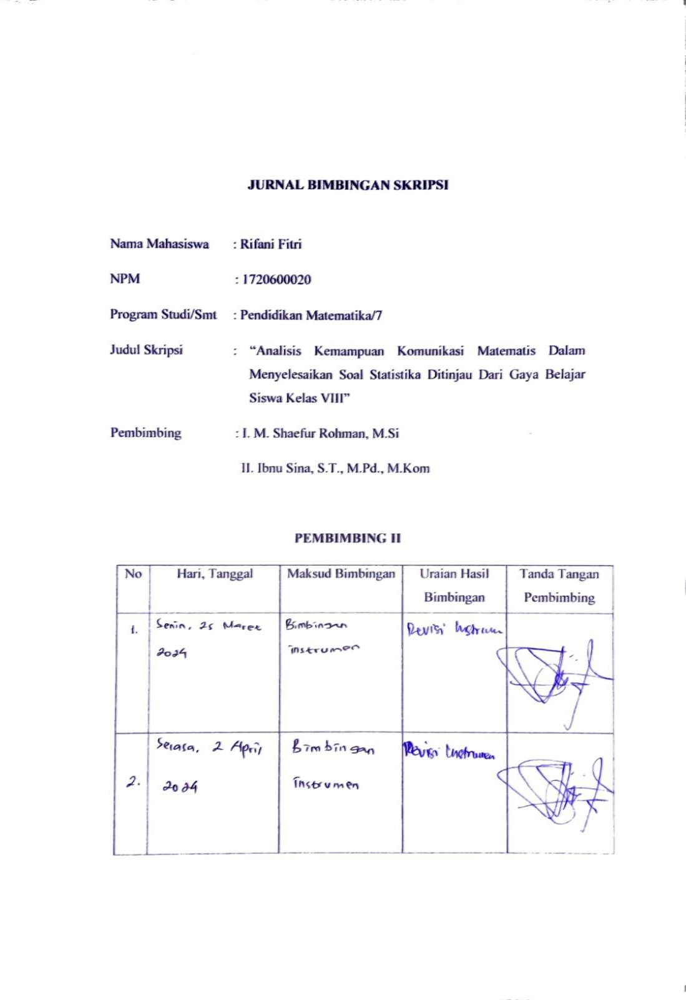 JURNAL BIMBINGAN SKRIPSI
Nama Mahasiswa : Rifani Fitri
NPM : 1720600020
Program Studi/Smt : Pendidikan Matematika/7
Judul Skripsi : “Analisis Kemampuan Komunikasi Matematis Dalam
Menyelesaikan Soal Statistika Ditinjau Dari Gaya Belajar
Siswa Kelas VIII”
Pembimbing : I. M. Shaefur Rohman, M.Si
II. Ibnu Sina, S.T., M.Pd., M.Kom
PEMBIMBING II
No Hari, Tanggal Maksud Bimbingan Uraian Hasil Tanda Tangan
Bimbingan Pembimbing
1. Senin, 25 Maret Bimbingan Revisi Instrumen
2024 instrumen
Selasa, 2 April Bimbingan Revisi Instrumen
2. 2024 instrumen